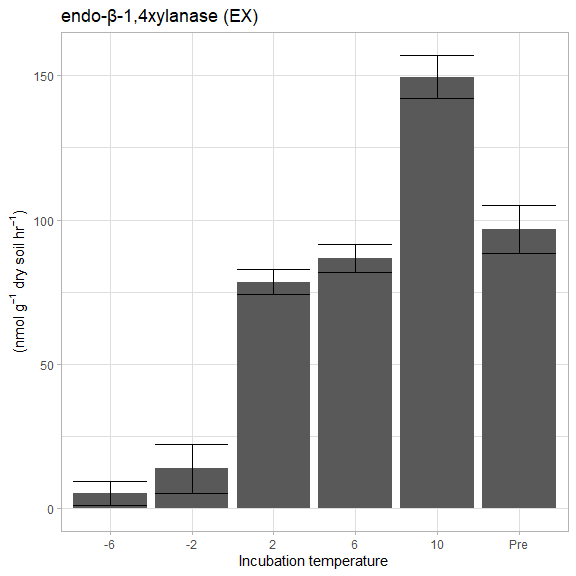 endo-β-1,4xylanase (EX)
150
100
50
0
(nmol g⁻¹ dry soil hr⁻¹)
-6 -2 2 6 10 Pre
Incubation temperature